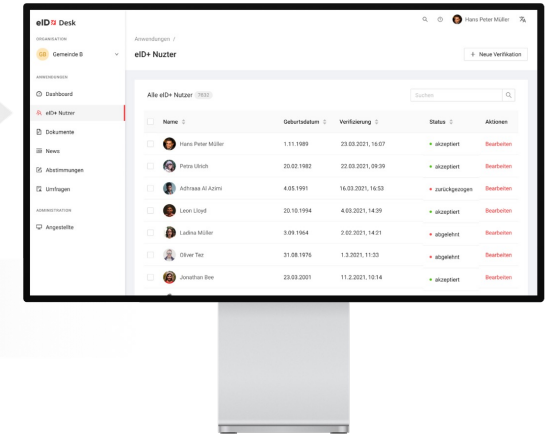 eID+ Desk
Hans Peter Müller
ORGANISATION
GB Gemeinde B
Anwendungen /
eID+ Nuzter
+ Neue Verifikation
ANWENDUNGEN
Dashboard
eID+ Nutzer
Dokumente
News
Abstimmungen
Umfragen
ADMINISTRATION
Angestellte
Alle eID+ Nutzer 7832
Suchen
Name Geburtsdatum Verifizierung Status Aktionen
Hans Peter Müller 1.11.1989 23.03.2021, 16:07 akzeptiert Bearbeiten
Petra Ulrich 20.02.1982 22.03.2021, 09:39 akzeptiert Bearbeiten
Adhraaa Al Azimi 4.05.1991 16.03.2021, 16:53 zurückgezogen Bearbeiten
Leon Lloyd 20.10.1994 4.03.2021, 14:39 akzeptiert Bearbeiten
Ladina Müller 3.09.1964 2.02.2021, 14:21 abgelehnt Bearbeiten
Oliver Tez 31.08.1976 1.3.2021, 11:33 abgelehnt Bearbeiten
Jonathan Bee 23.03.2001 11.2.2021, 10:14 akzeptiert Bearbeiten